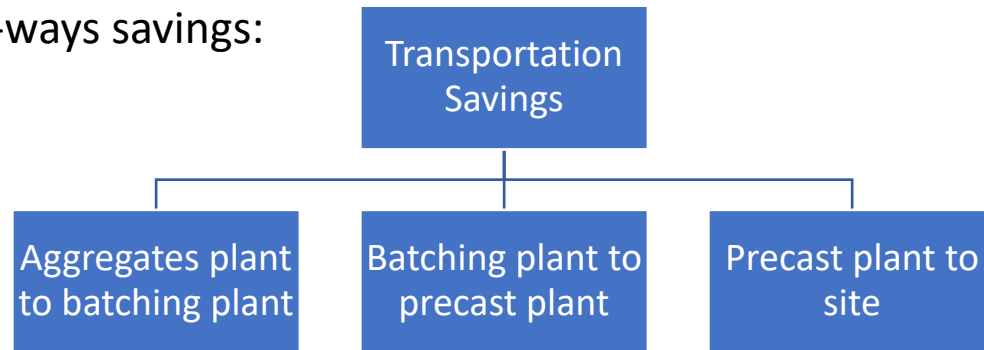 -ways savings:
Transportation
Savings
Aggregates plant
to batching plant
Batching plant to
precast plant
Precast plant to
site